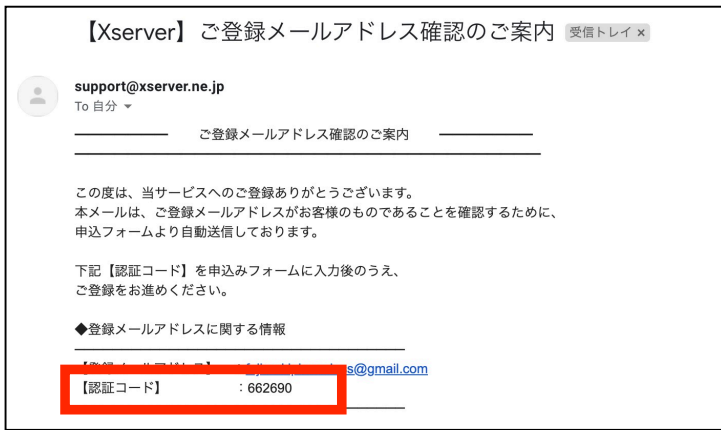 【Xserver】ご登録メールアドレス確認のご案内 受信トレイ ×
support@xserver.ne.jp
To 自分
ご登録メールアドレス確認のご案内
この度は、当サービスへのご登録ありがとうございます。
本メールは、ご登録メールアドレスがお客様のものであることを確認するために、
申込フォームより自動送信しております。
下記【認証コード】を申込みフォームに入力後のうえ、
ご登録をお進めください。
◆登録メールアドレスに関する情報
s@gmail.com
【認証コード】 :662690